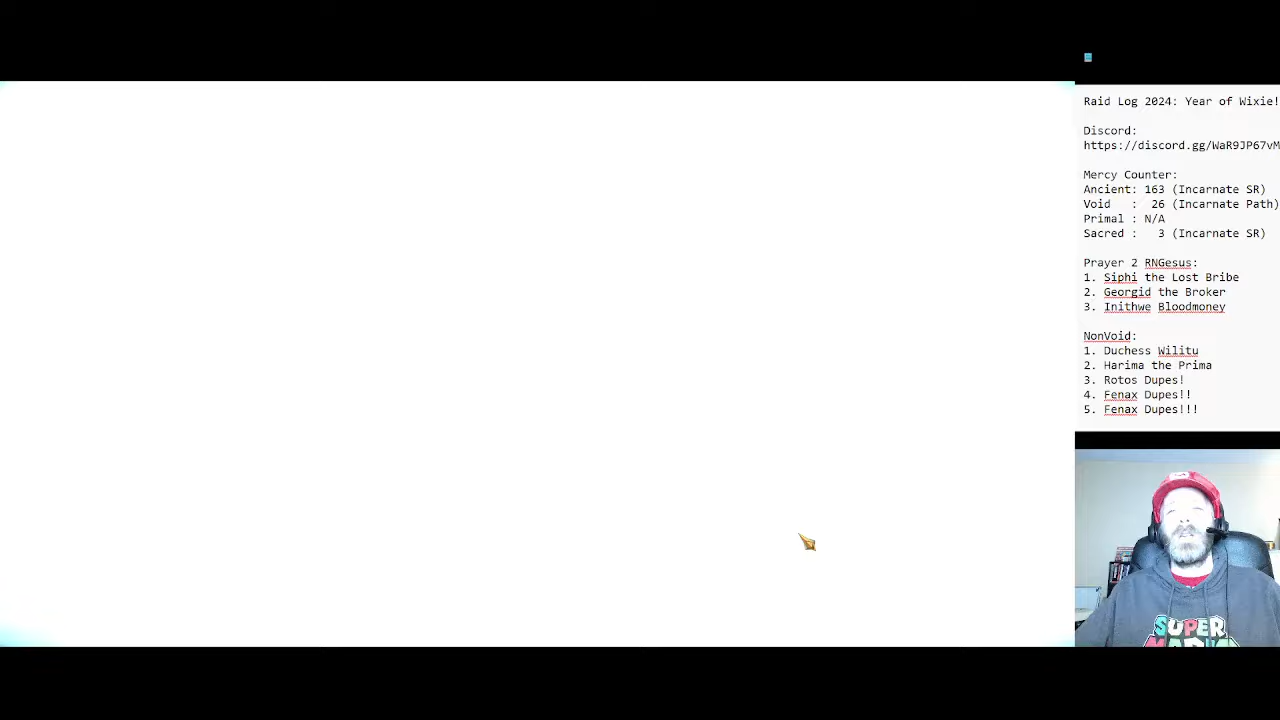 Raid Log 2024: Year of Wixie!
Discord:
https://discord.gg/WaR9JP67vM
Mercy Counter:
Ancient: 163 (Incarnate SR)
Void   :  26 (Incarnate Path)
Primal : N/A
Sacred :   3 (Incarnate SR)
Prayer 2 RNGesus:
1. Siphi the Lost Bribe
2. Georgid the Broker
3. Inithwe Bloodmoney
NonVoid:
1. Duchess Wilitu
2. Harima the Prima
3. Rotos Dupes!
4. Fenax Dupes!!
5. Fenax Dupes!!!
SUPER
MARIO